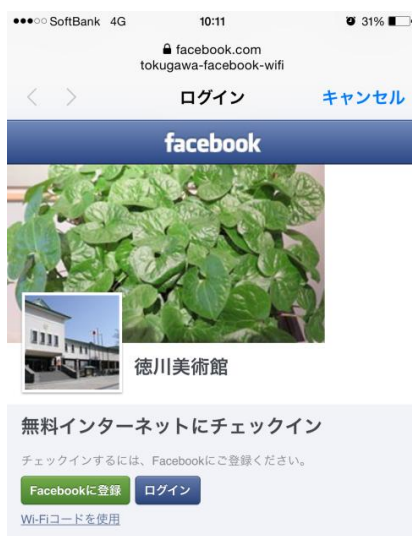 ●●●○○ SoftBank 4G 10:11 31%
facebook.com
tokugawa-facebook-wifi
< > ログイン キャンセル
facebook
徳川美術館
無料インターネットにチェックイン
チェックインするには、Facebookにご登録ください。
Facebookに登録 ログイン
Wi-Fiコードを使用